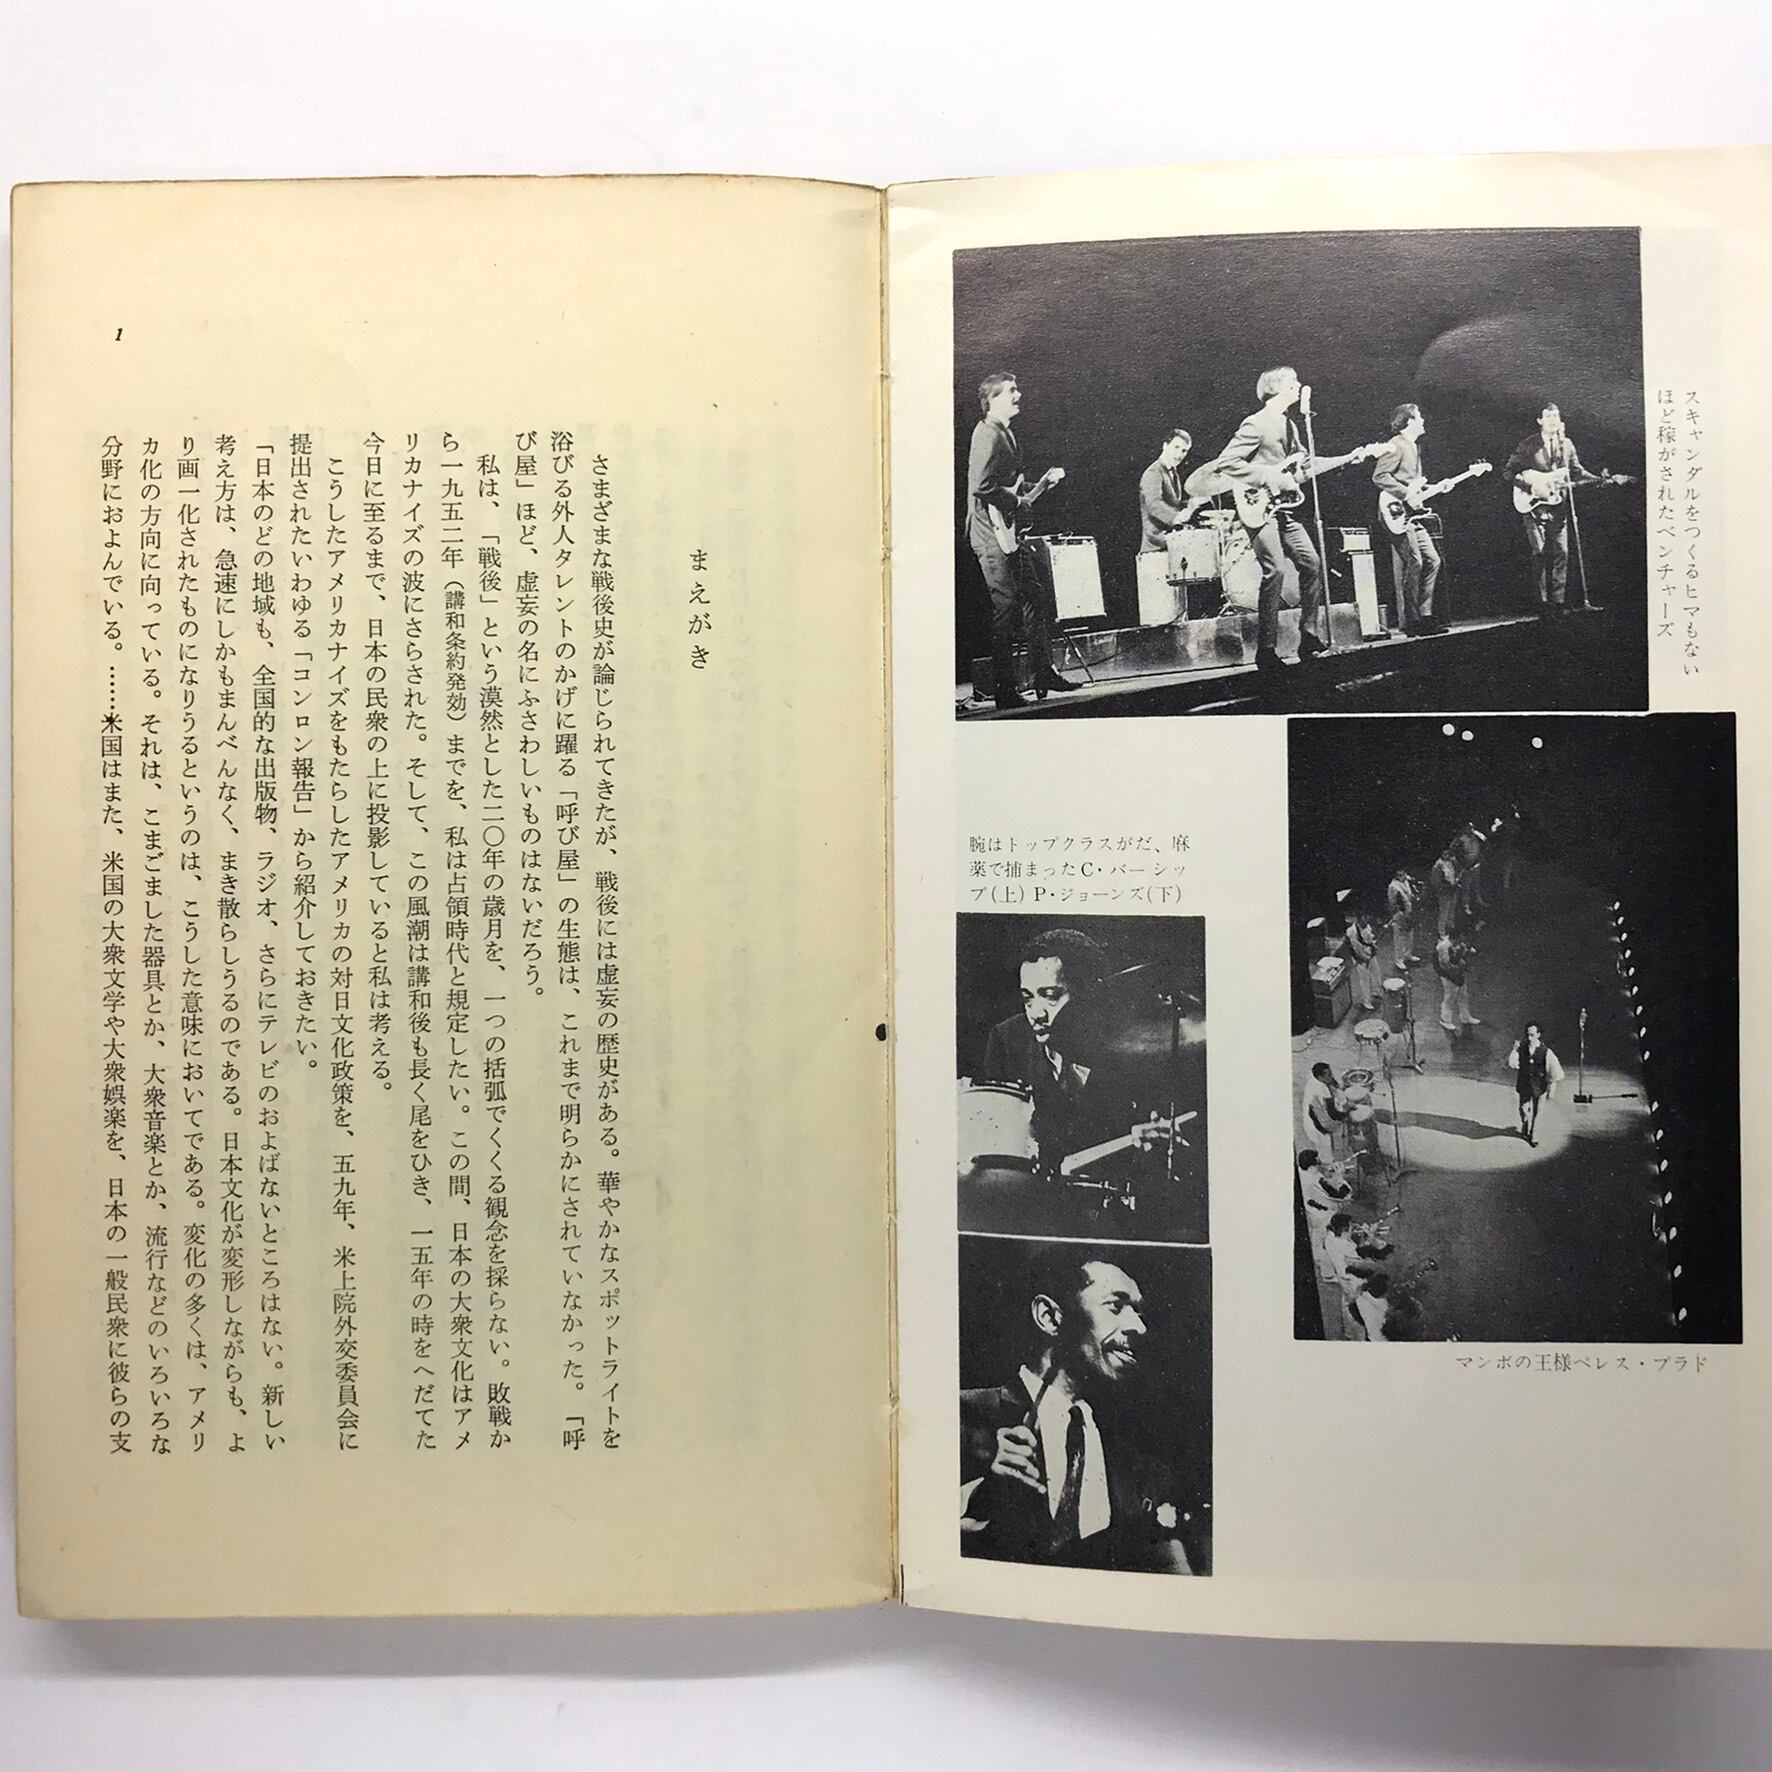 スキャンダルをつくるヒマもない
ほど稼がされたベンチャーズ
腕はトップクラスがだ、麻
薬で捕まったC・バーシッ
プ(上) P・ジョーンズ(下)
マンボの王様ペレス・プラド
まえがき
さまざまな戦後史が論じられてきたが、戦後には虚妄の歴史がある。華やかなスポットライトを
浴びる外人タレントのかげに躍る「呼び屋」の生態は、これまで明らかにされていなかった。「呼
び屋」ほど、虚妄の名にふさわしいものはないだろう。
私は、「戦後」という漠然とした二〇年の歳月を、一つの括弧でくくる観念を採らない。敗戦か
ら一九五二年（講和条約発効）までを、私は占領時代と規定したい。この間、日本の大衆文化はアメ
リカナイズの波にさらされた。そして、この風潮は講和後も長く尾をひき、一五年の時をへだてた
今日に至るまで、日本の民衆の上に投影していると私は考える。
こうしたアメリカナイズをもたらしたアメリカの対日文化政策を、五九年、米上院外交委員会に
提出されたいわゆる「コンロン報告」から紹介しておきたい。
「日本のどの地域も、全国的な出版物、ラジオ、さらにテレビのおよばないところはない。新しい
考え方は、急速にしかもまんべんなく、まき散らしうるのである。日本文化が変形しながらも、よ
り画一化されたものになりうるというのは、こうした意味においてである。変化の多くは、アメリ
カ化の方向に向っている。それは、こまごました器具とか、大衆音楽とか、流行などのいろいろな
分野におよんでいる。……米国はまた、米国の大衆文学や大衆娯楽を、日本の一般民衆に彼らの支
1